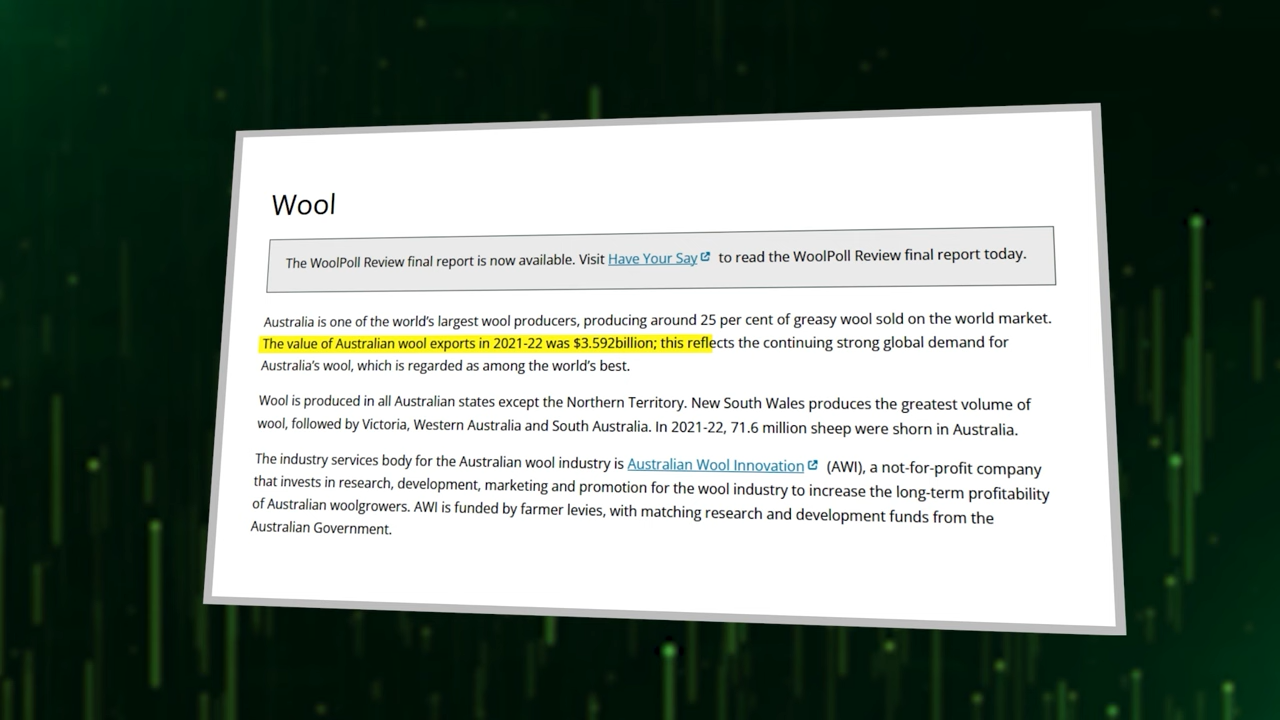 Wool
The WoolPoll Review final report is now available. Visit Have Your Say to read the WoolPoll Review final report today.
Australia is one of the world's largest wool producers, producing around 25 per cent of greasy wool sold on the world market.
The value of Australian wool exports in 2021-22 was $3.592billion; this reflects the continuing strong global demand for
Australia's wool, which is regarded as among the world's best.
Wool is produced in all Australian states except the Northern Territory. New South Wales produces the greatest volume of
wool, followed by Victoria, Western Australia and South Australia. In 2021-22, 71.6 million sheep were shorn in Australia.
The industry services body for the Australian wool industry is Australian Wool Innovation (AWI), a not-for-profit company
that invests in research, development, marketing and promotion for the wool industry to increase the long-term profitability
of Australian woolgrowers. AWI is funded by farmer levies, with matching research and development funds from the
Australian Government.